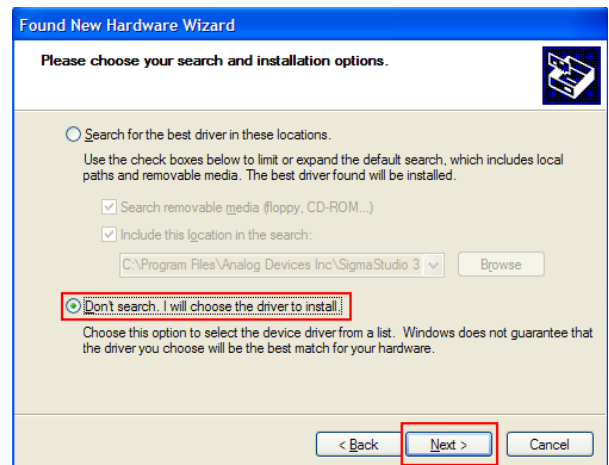 Found New Hardware Wizard
Please choose your search and installation options.
Search for the best driver in these locations.
Use the check boxes below to limit or expand the default search, which includes local
paths and removable media. The best driver found will be installed.
Search removable media (floppy, CD-ROM...)
Include this location in the search:
C:\Program Files\Analog Devices Inc\SigmaStudio 3
Browse
Don't search. I will choose the driver to install.
Choose this option to select the device driver from a list. Windows does not guarantee that
the driver you choose will be the best match for your hardware.
< Back Next > Cancel